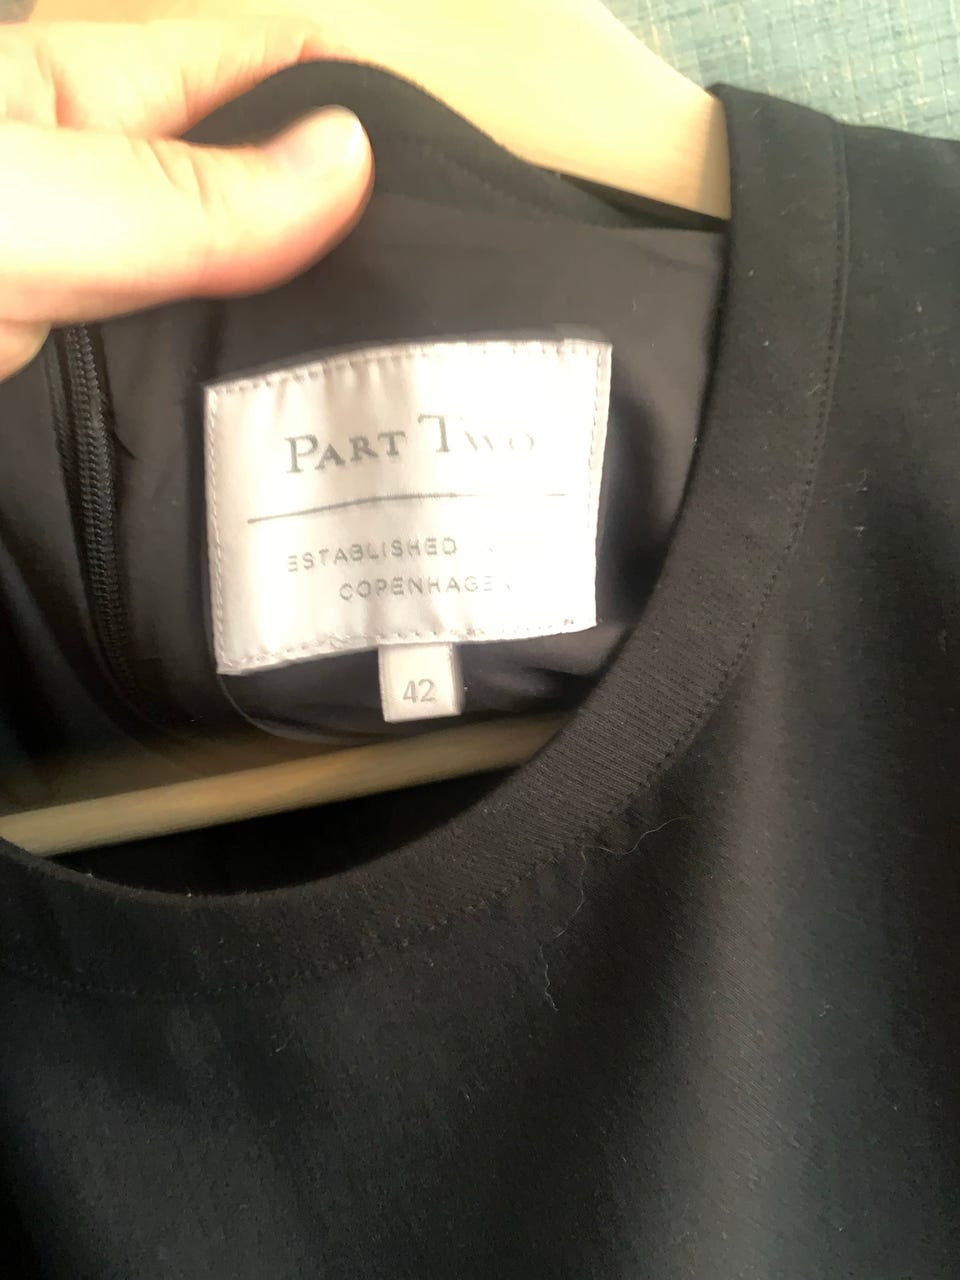 PART TWO
ESTABLISHED
COPENHAGEN
42